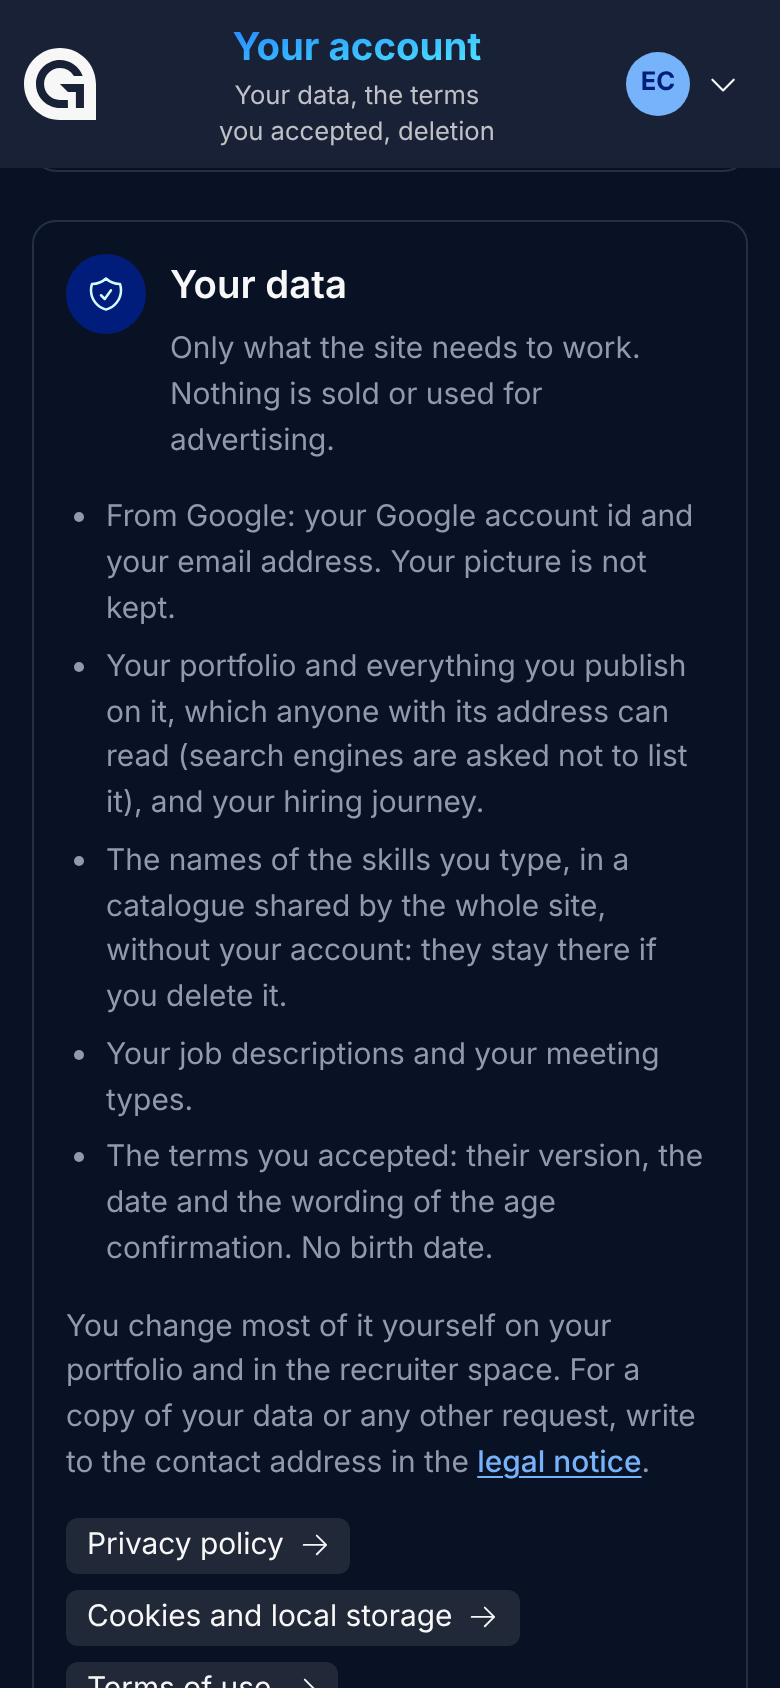 Your account
Your data, the terms
you accepted, deletion
EC
Your data
Only what the site needs to work.
Nothing is sold or used for
advertising.
• From Google: your Google account id and
your email address. Your picture is not
kept.
• Your portfolio and everything you publish
on it, which anyone with its address can
read (search engines are asked not to list
it), and your hiring journey.
• The names of the skills you type, in a
catalogue shared by the whole site,
without your account: they stay there if
you delete it.
• Your job descriptions and your meeting
types.
• The terms you accepted: their version, the
date and the wording of the age
confirmation. No birth date.
You change most of it yourself on your
portfolio and in the recruiter space. For a
copy of your data or any other request, write
to the contact address in the legal notice.
Privacy policy →
Cookies and local storage →
Terms of use →